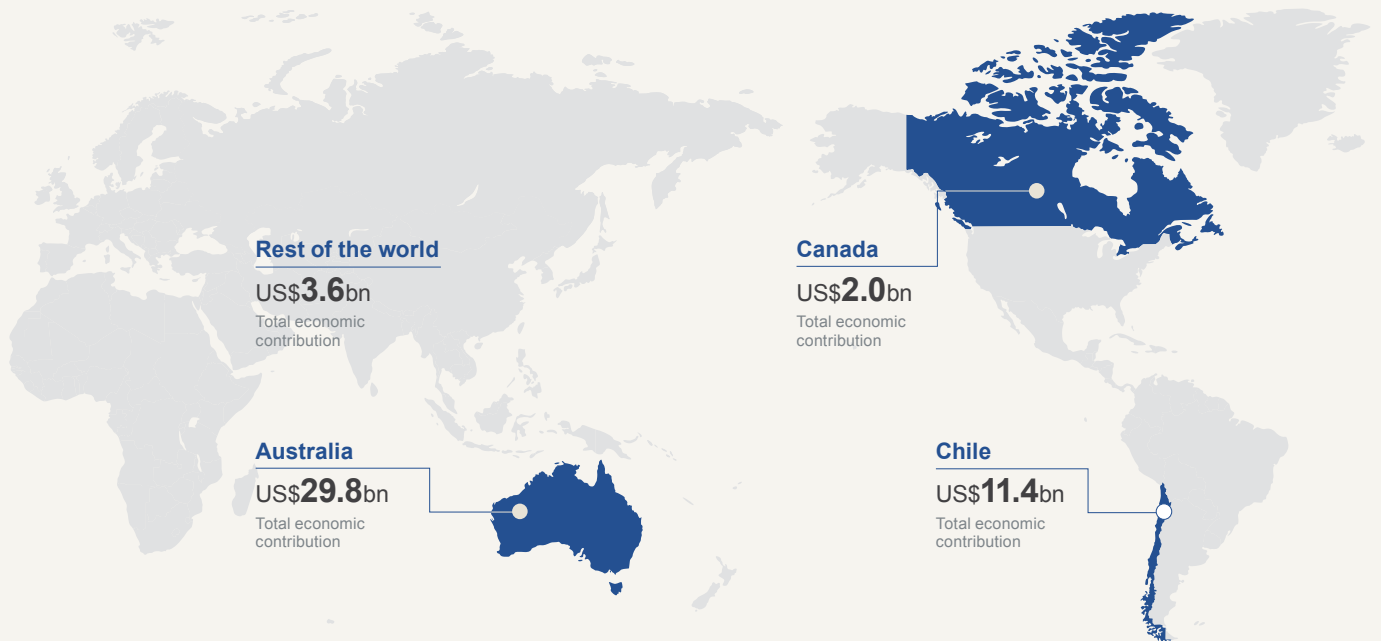 Rest of the world
US$3.6bn
Total economic
contribution
Canada
US$2.0bn
Total economic
contribution
Australia
US$29.8bn
Total economic
contribution
Chile
US$11.4bn
Total economic
contribution